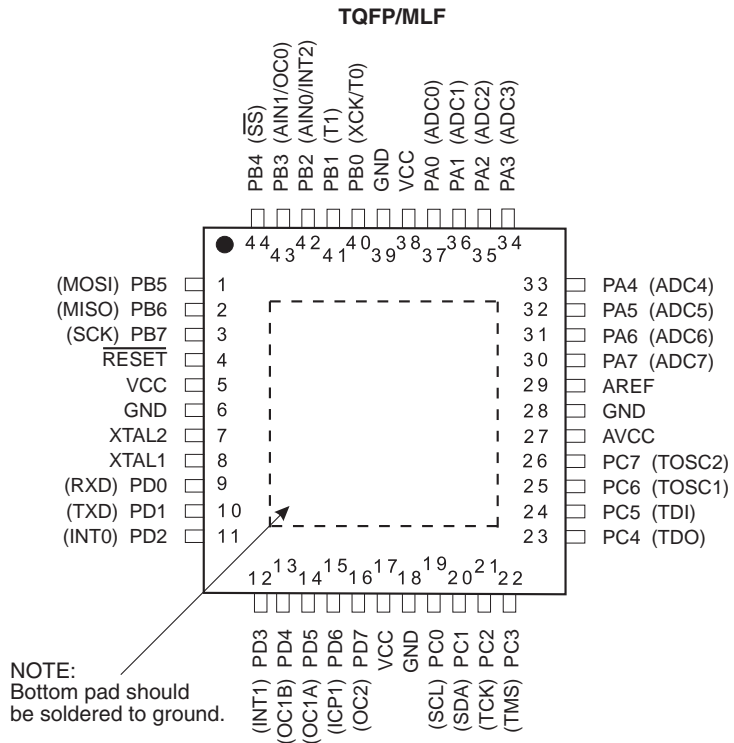 TQFP/MLF
PB4 (S̅S̅)
PB3 (AIN1/OC0)
PB2 (AIN0/INT2)
PB1 (T1)
PB0 (XCK/T0)
GND
VCC
PA0 (ADC0)
PA1 (ADC1)
PA2 (ADC2)
PA3 (ADC3)
44
43
42
41
40
39
38
37
36
35
34
(MOSI) PB5 1
(MISO) PB6 2
(SCK) PB7 3
R̅E̅S̅E̅T̅ 4
VCC 5
GND 6
XTAL2 7
XTAL1 8
(RXD) PD0 9
(TXD) PD1 10
(INT0) PD2 11
33 PA4 (ADC4)
32 PA5 (ADC5)
31 PA6 (ADC6)
30 PA7 (ADC7)
29 AREF
28 GND
27 AVCC
26 PC7 (TOSC2)
25 PC6 (TOSC1)
24 PC5 (TDI)
23 PC4 (TDO)
12
13
14
15
16
17
18
19
20
21
22
(INT1) PD3
(OC1B) PD4
(OC1A) PD5
(ICP1) PD6
(OC2) PD7
VCC
GND
(SCL) PC0
(SDA) PC1
(TCK) PC2
(TMS) PC3
NOTE:
Bottom pad should
be soldered to ground.